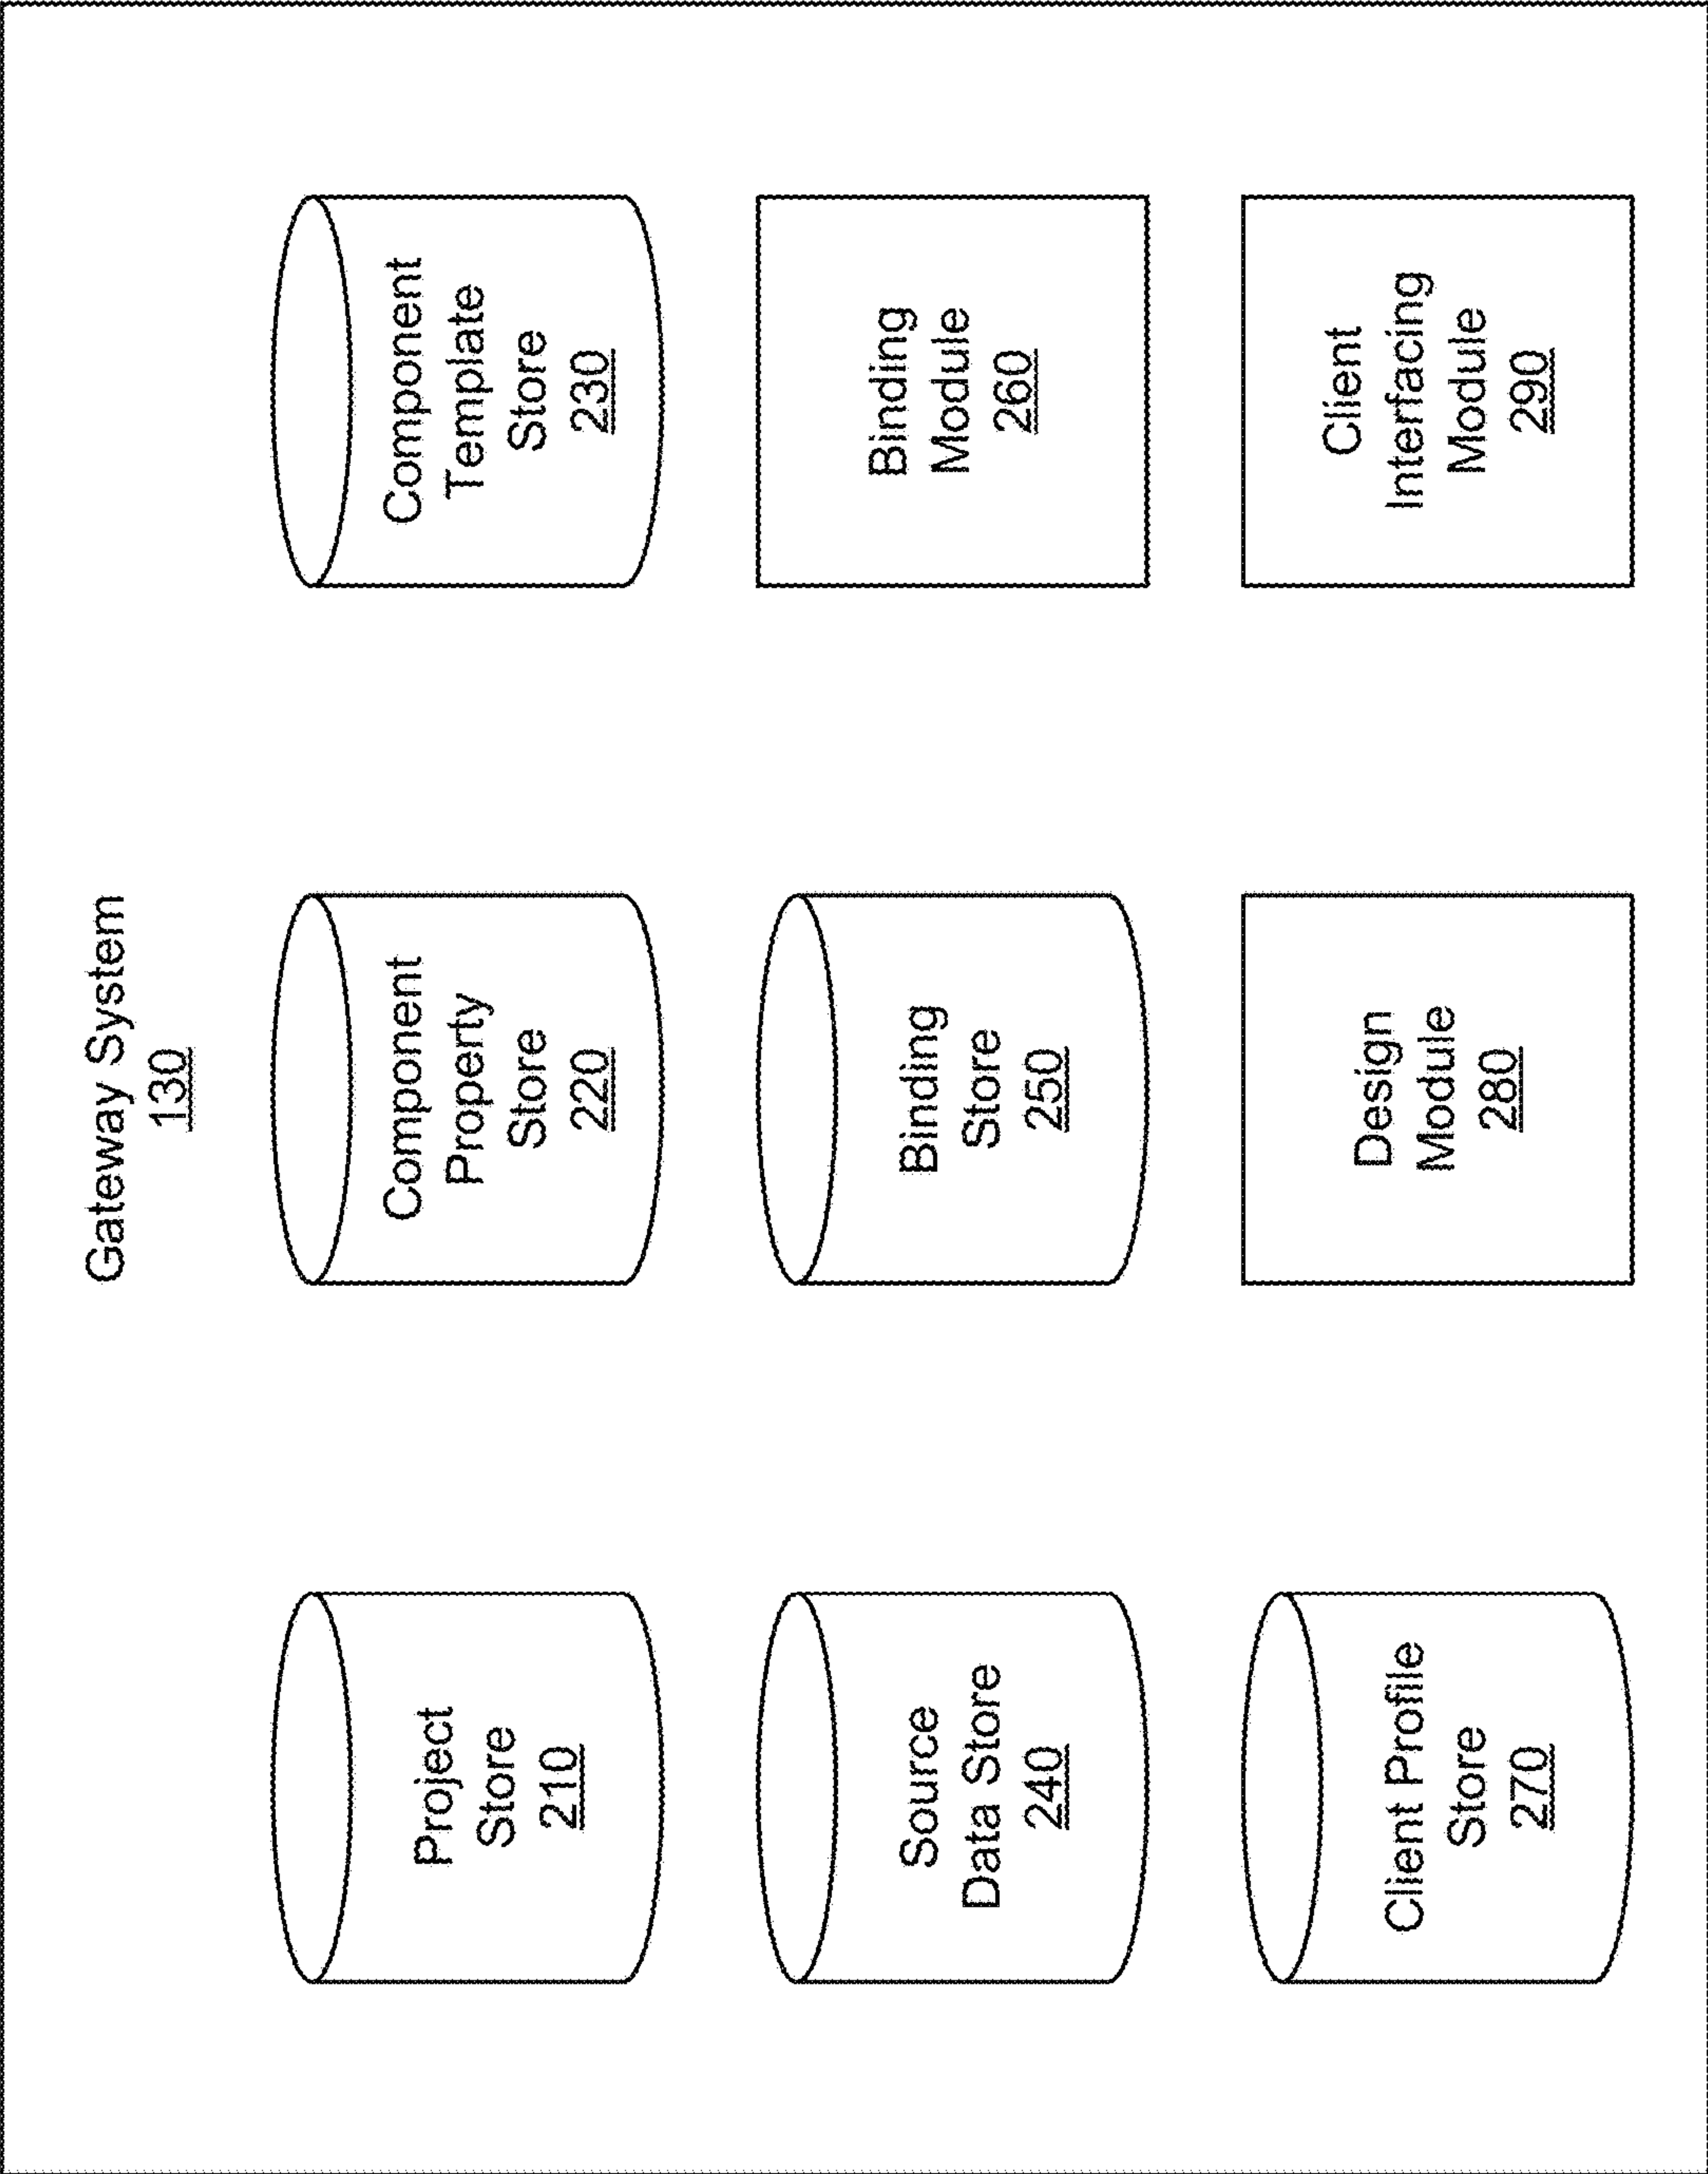 Gateway System
130
Project
Store
210
Component
Property
Store
220
Component
Template
Store
230
Source
Data Store
240
Binding
Store
250
Binding
Module
260
Client Profile
Store
270
Design
Module
280
Client
Interfacing
Module
290